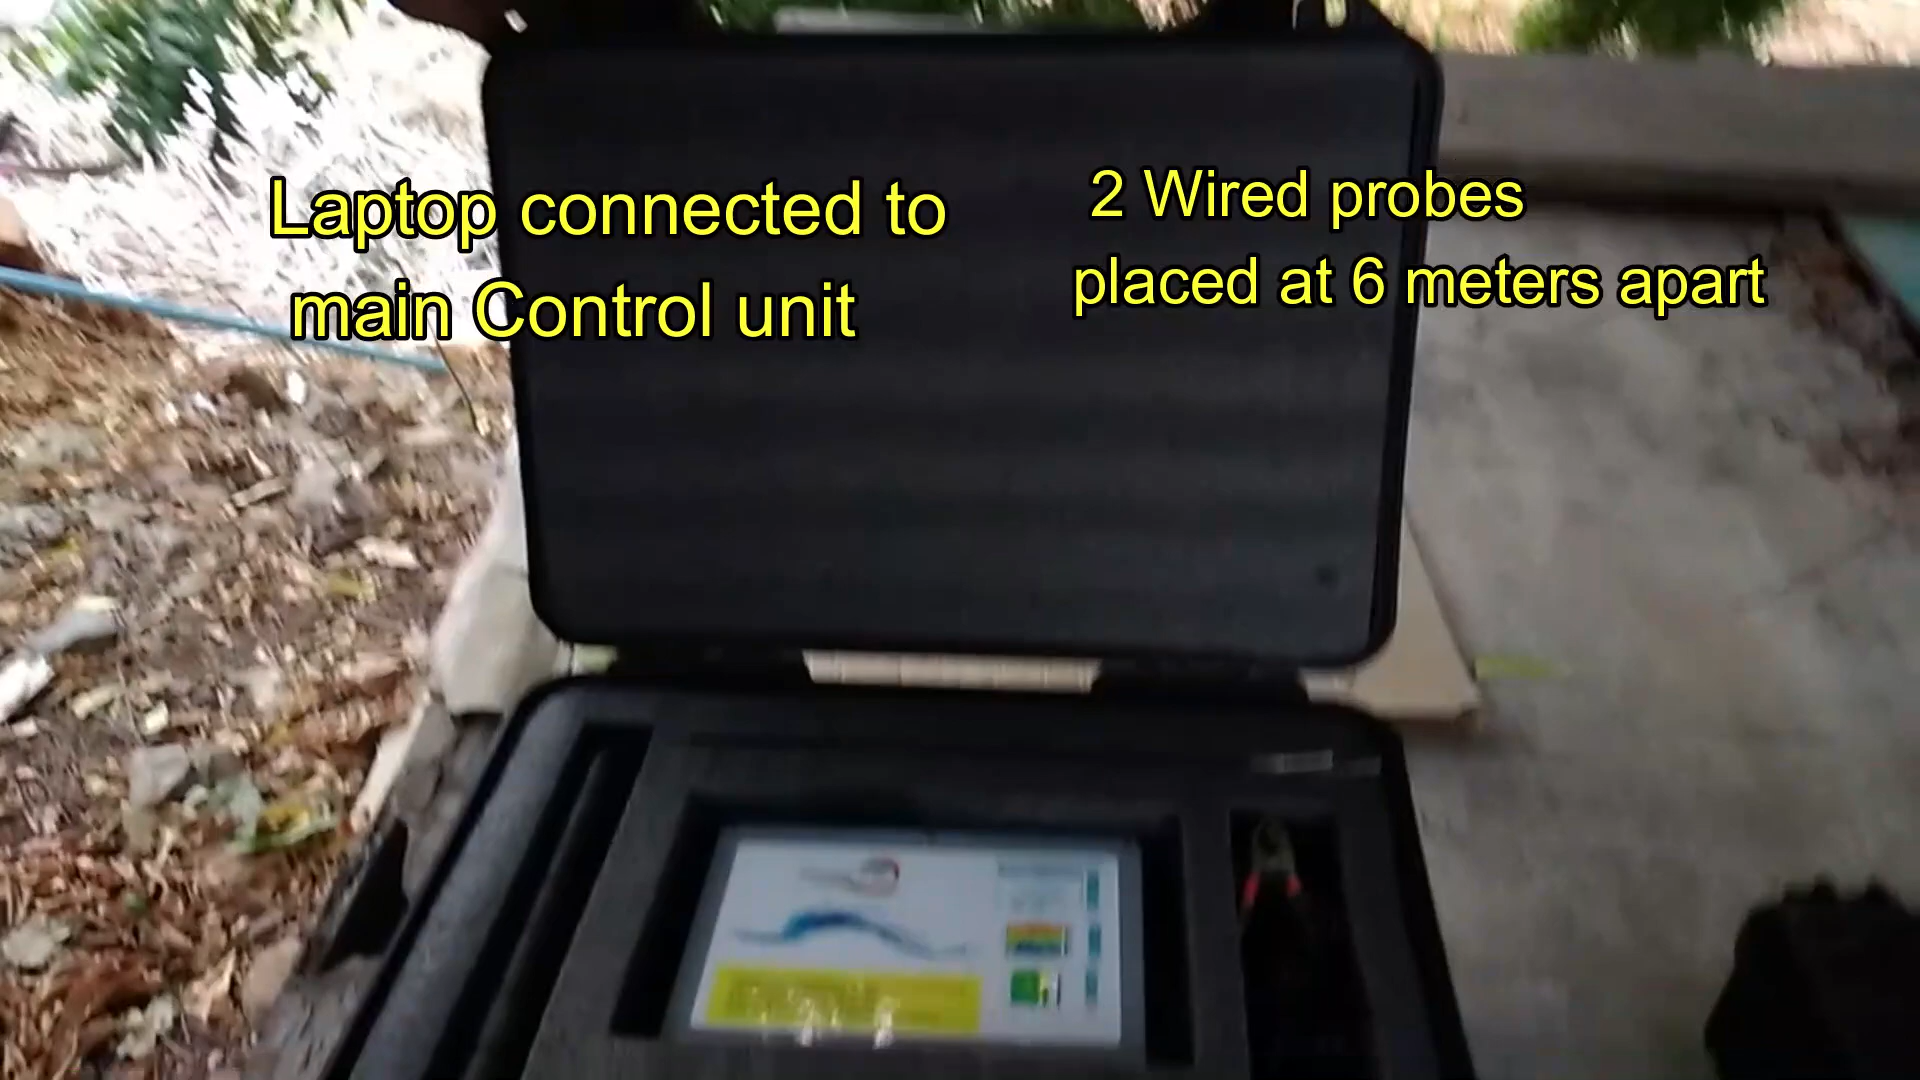 Laptop connected to
main Control unit
2 Wired probes
placed at 6 meters apart